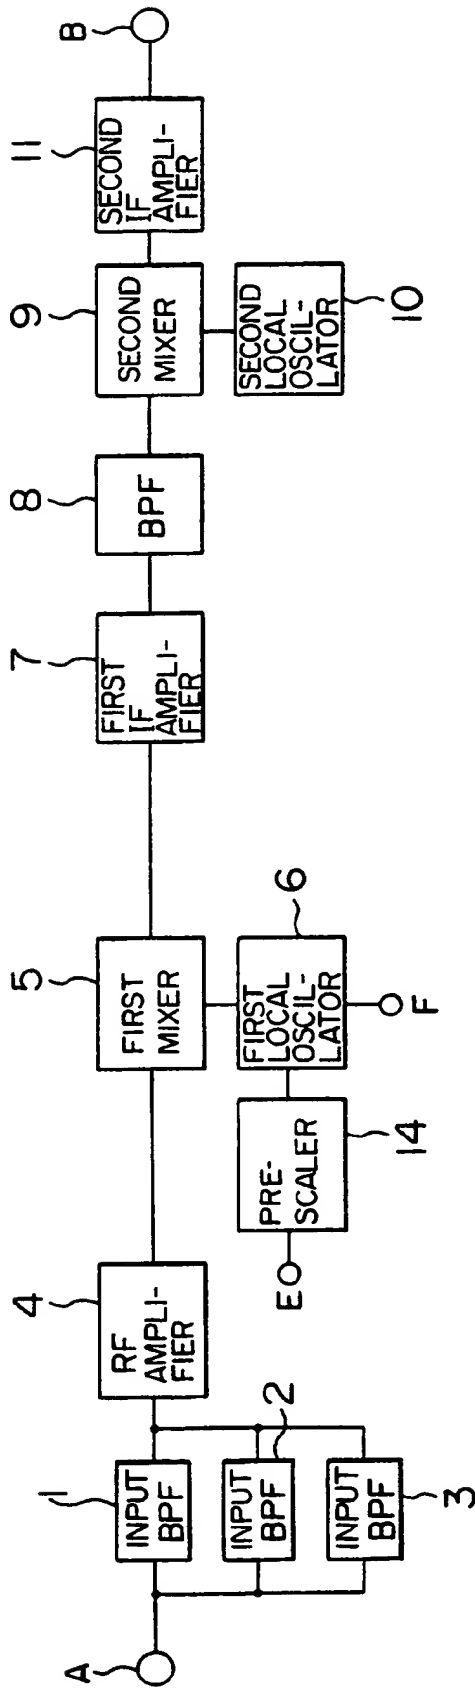 A
1
INPUT
BPF
2
INPUT
BPF
3
INPUT
BPF
4
RF
AMPLI-
FIER
5
FIRST
MIXER
6
FIRST
LOCAL
OSCIL-
LATOR
F
14
PRE-
SCALER
E
7
FIRST
IF
AMPLI-
FIER
8
BPF
9
SECOND
MIXER
10
SECOND
LOCAL
OSCIL-
LATOR
11
SECOND
IF
AMPLI-
FIER
B